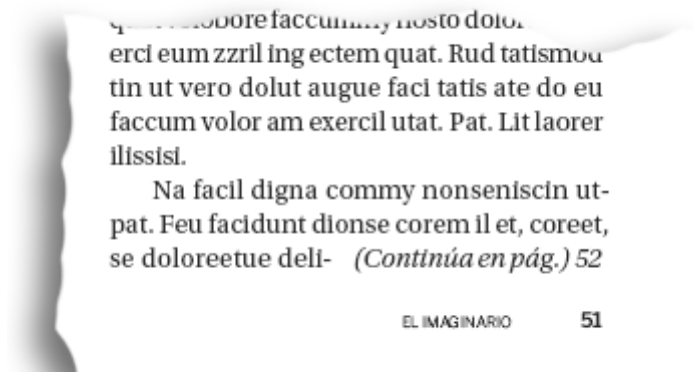 faccum
nosto
erci eum zzril ing ectem quat. Rud tatismod
tin ut vero dolut augue faci tatis ate do eu
faccum volor am exercil utat. Pat. Lit laorer
ilissisi.
Na facil digna commy nonseniscin ut-
pat. Feu facidunt dionse corem il et, coreet,
se doloreetue deli- (Continúa en pág.) 52
EL IMAGINARIO 51